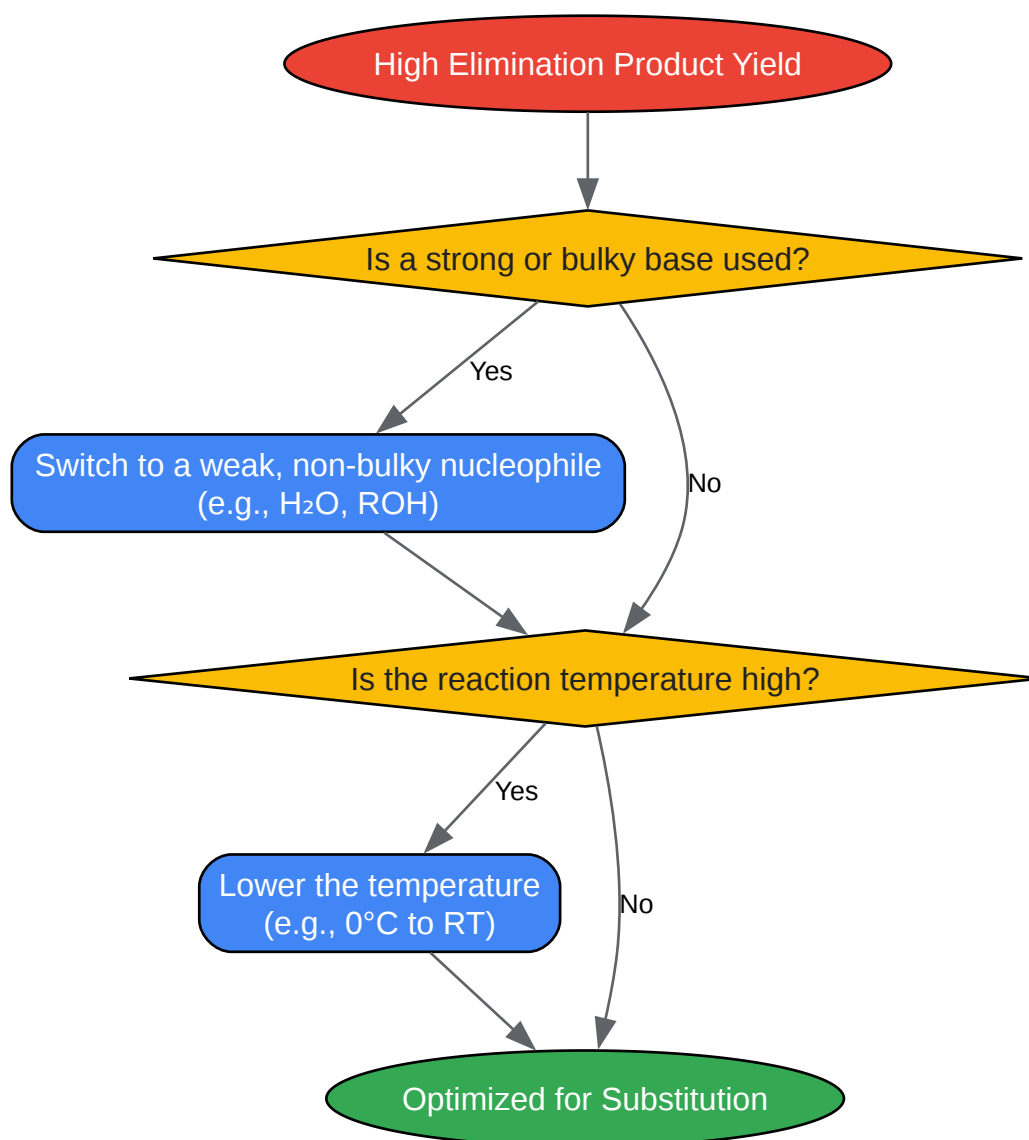 High Elimination Product Yield
Is a strong or bulky base used?
Yes
Switch to a weak, non-bulky nucleophile
(e.g., H₂O, ROH)
No
Is the reaction temperature high?
Yes
Lower the temperature
(e.g., 0°C to RT)
No
Optimized for Substitution